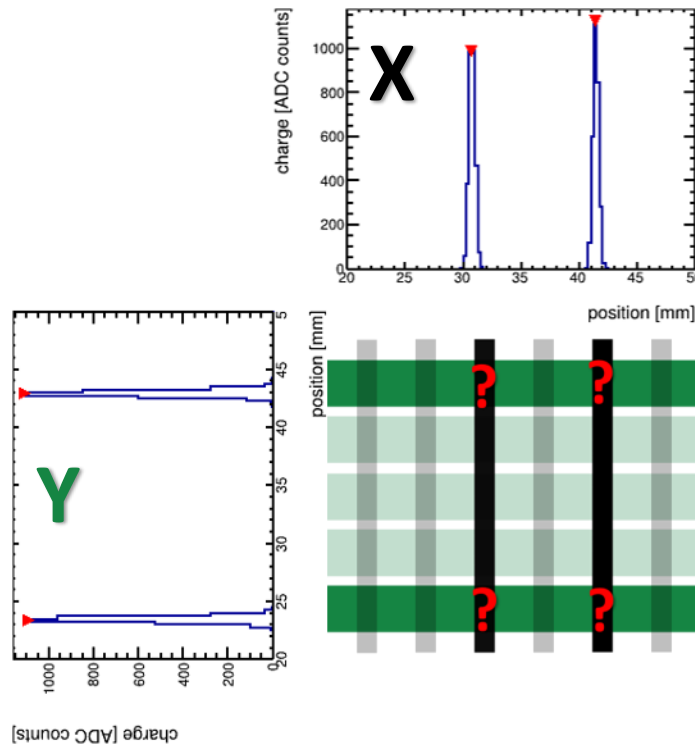 charge [ADC counts]
1000
800
600
400
200
0
X
20 25 30 35 40 45 50
position [mm]
position [mm]
5
45
40
35
30
25
20
Y
1000 800 600 400 200 0
charge [ADC counts]
? ?
? ?